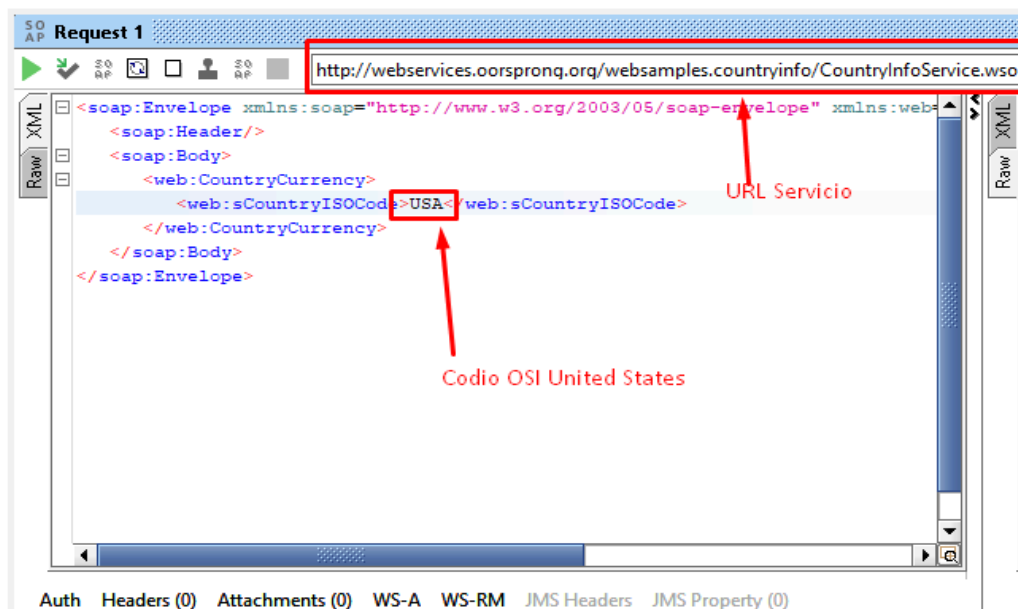 SOAP Request 1
http://webservices.oorsprong.org/websamples.countryinfo/CountryInfoService.wso
XML
Raw
<soap:Envelope xmlns:soap="http://www.w3.org/2003/05/soap-envelope" xmlns:web=
<soap:Header/>
<soap:Body>
<web:CountryCurrency>
<web:sCountryISOCode>USA</web:sCountryISOCode>
</web:CountryCurrency>
</soap:Body>
</soap:Envelope>
URL Servicio
Codio OSI United States
XML
Raw
Auth Headers (0) Attachments (0) WS-A WS-RM JMS Headers JMS Property (0)